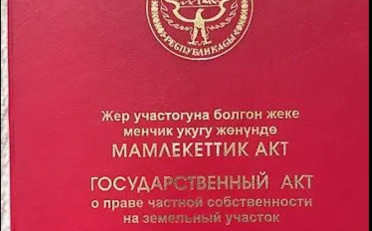 РЕСПУБЛИКАСЫ
Жер участогуна болгон жеке
менчик укугу жөнүндө
МАМЛЕКЕТТИК АКТ
ГОСУДАРСТВЕННЫЙ АКТ
о праве частной собственности
на земельный участок